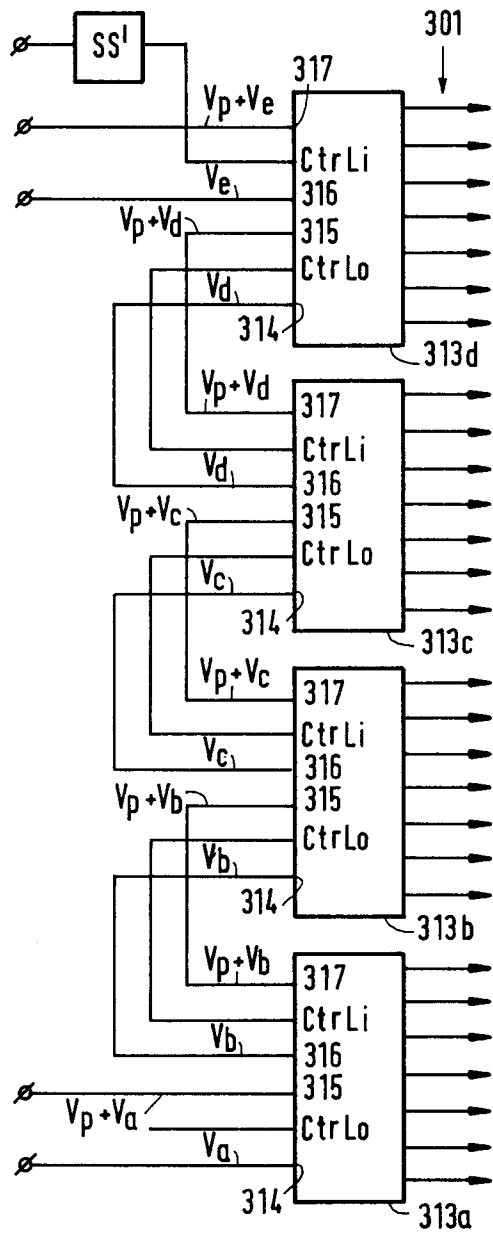 301
SS'
317
Vp+Ve
CtrLi
Ve
316
Vp+Vd
315
CtrLo
Vd
314
313d
Vp+Vd
317
CtrLi
Vd
316
Vp+Vc
315
CtrLo
Vc
314
313c
Vp+Vc
317
CtrLi
Vc
316
Vp+Vb
315
CtrLo
Vb
314
313b
Vp+Vb
317
CtrLi
Vb
316
315
Vp+Va
CtrLo
Va
314
313a